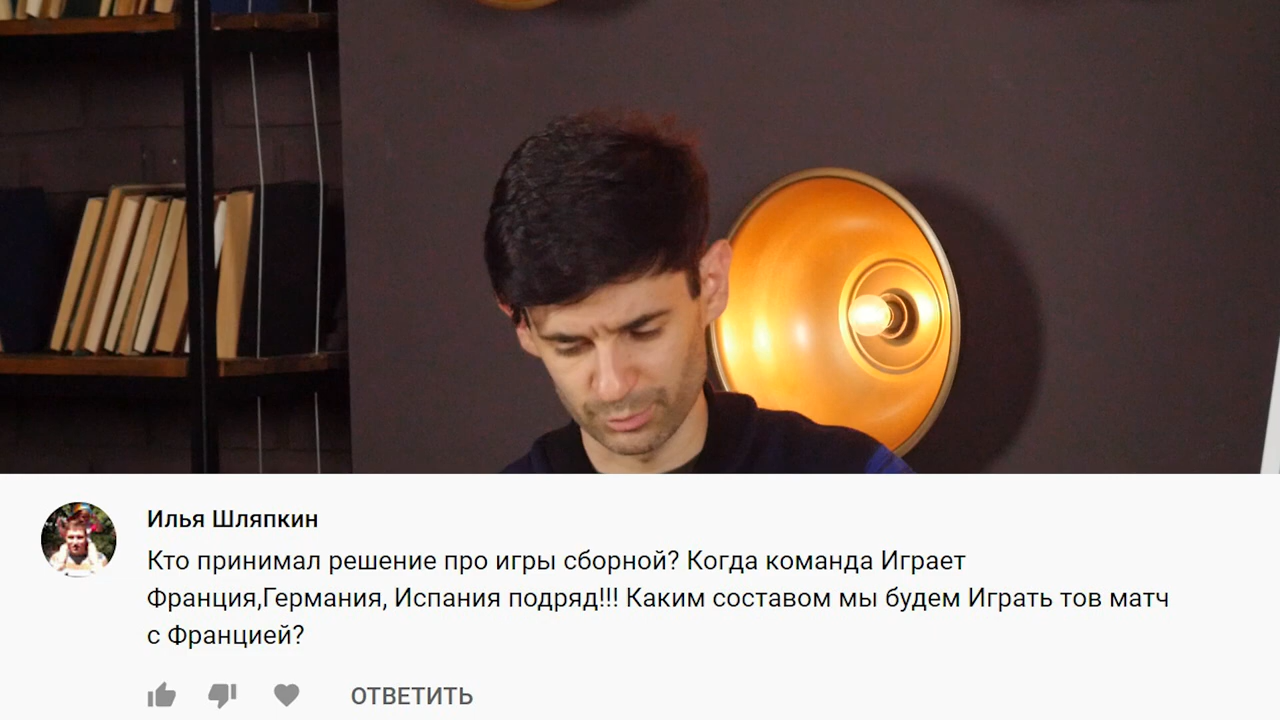 Илья Шляпкин
Кто принимал решение про игры сборной? Когда команда Играет
Франция,Германия, Испания подряд!!! Каким составом мы будем Играть тов матч
с Францией?
ОТВЕТИТЬ